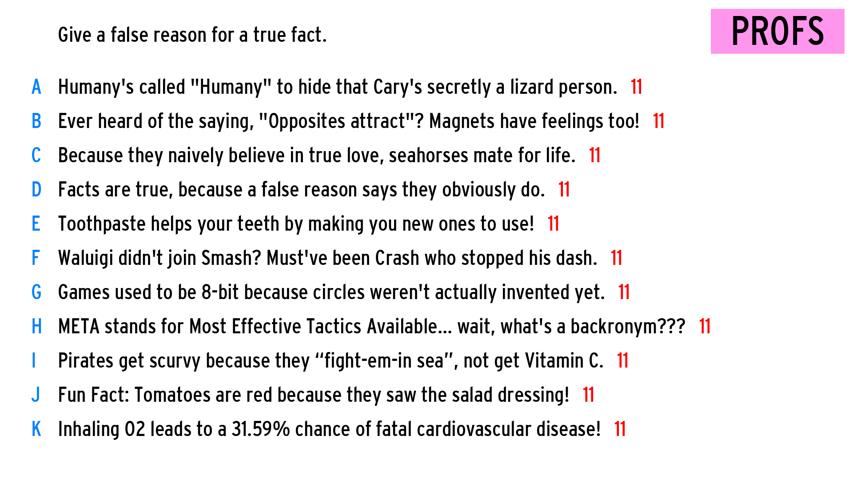 Give a false reason for a true fact.
PROFS
A Humany's called "Humany" to hide that Cary's secretly a lizard person. 11
B Ever heard of the saying, "Opposites attract"? Magnets have feelings too! 11
C Because they naively believe in true love, seahorses mate for life. 11
D Facts are true, because a false reason says they obviously do. 11
E Toothpaste helps your teeth by making you new ones to use! 11
F Waluigi didn't join Smash? Must've been Crash who stopped his dash. 11
G Games used to be 8-bit because circles weren't actually invented yet. 11
H META stands for Most Effective Tactics Available... wait, what's a backronym??? 11
I Pirates get scurvy because they “fight-em-in sea”, not get Vitamin C. 11
J Fun Fact: Tomatoes are red because they saw the salad dressing! 11
K Inhaling O2 leads to a 31.59% chance of fatal cardiovascular disease! 11